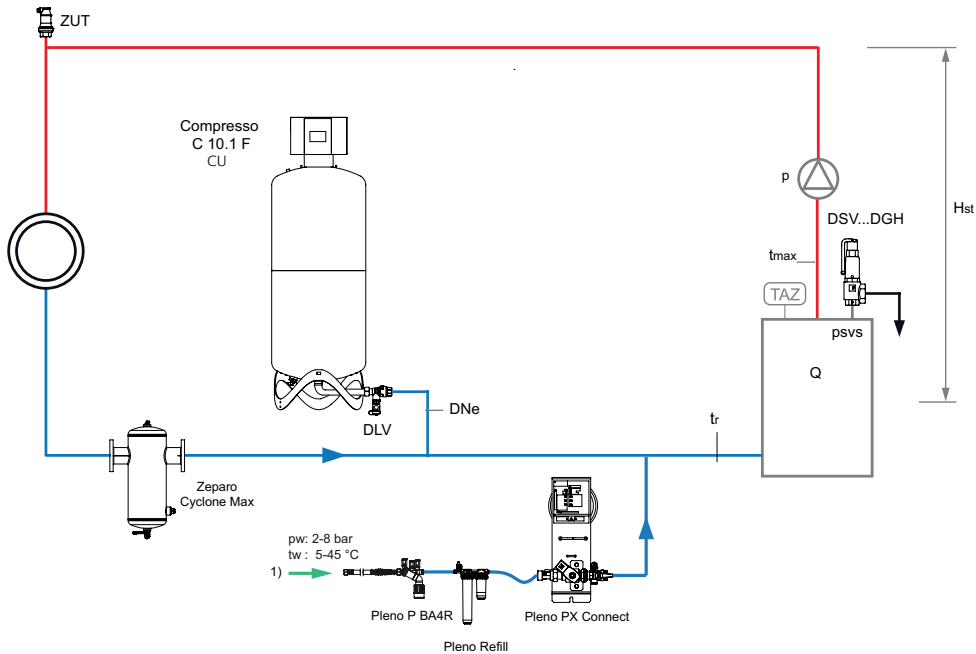 ZUT
Compresso
C 10.1 F
CU
p
Hst
DSV...DGH
tmax
TAZ
psvs
Q
DNe
DLV
tr
Zeparo
Cyclone Max
pw: 2-8 bar
tw : 5-45 °C
1)
Pleno P BA4R
Pleno PX Connect
Pleno Refill